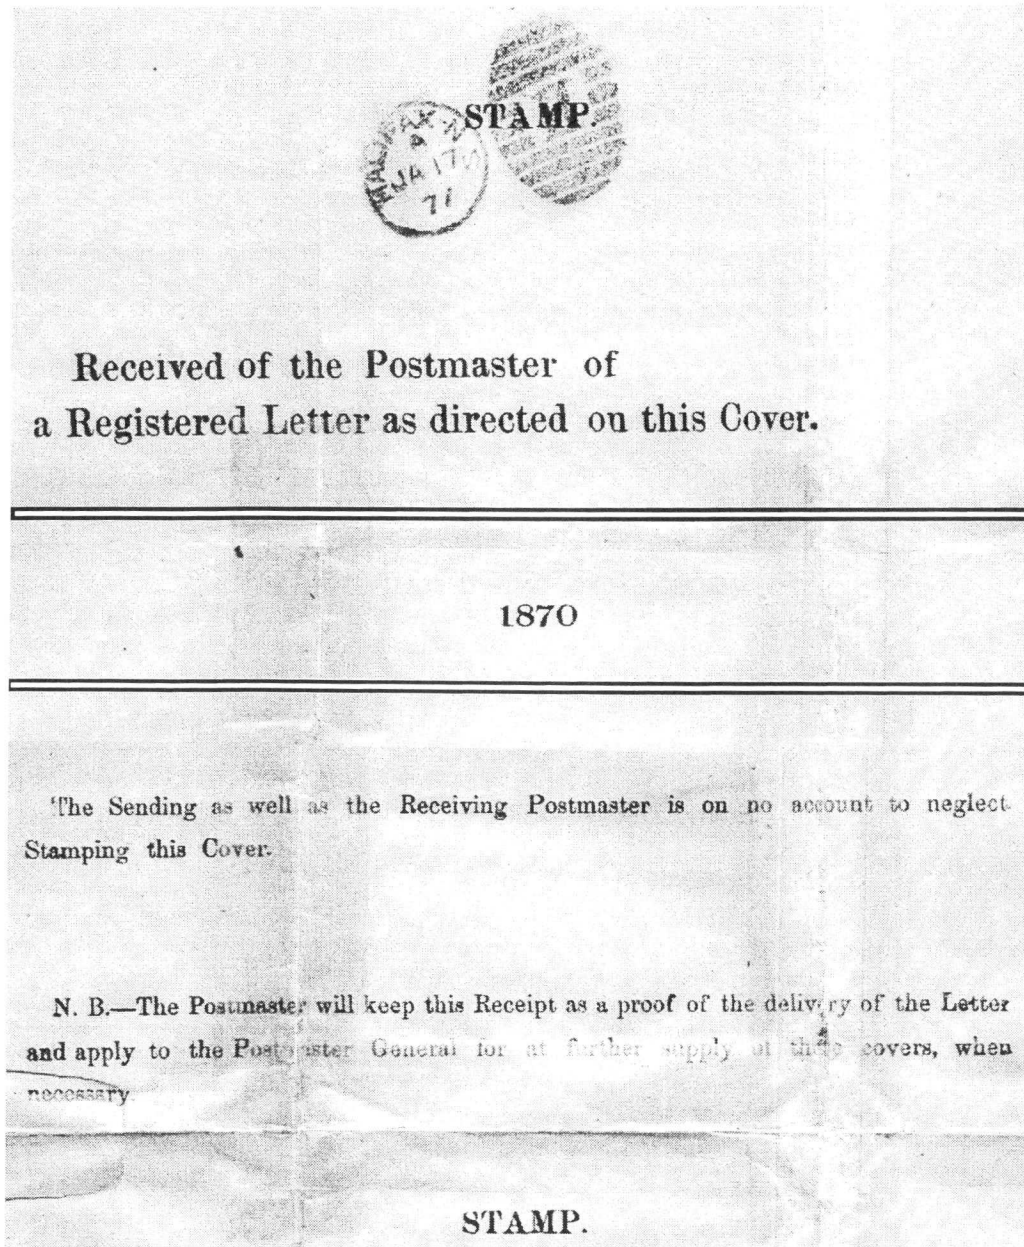 STAMP.
HALIFAX N S
A
JA 17
71
Received of the Postmaster of
a Registered Letter as directed on this Cover.
1870
The Sending as well as the Receiving Postmaster is on no account to neglect
Stamping this Cover.
N. B.—The Postmaster will keep this Receipt as a proof of the delivery of the Letter
and apply to the Postmaster General for at further supply of these covers, when
necessary.
STAMP.